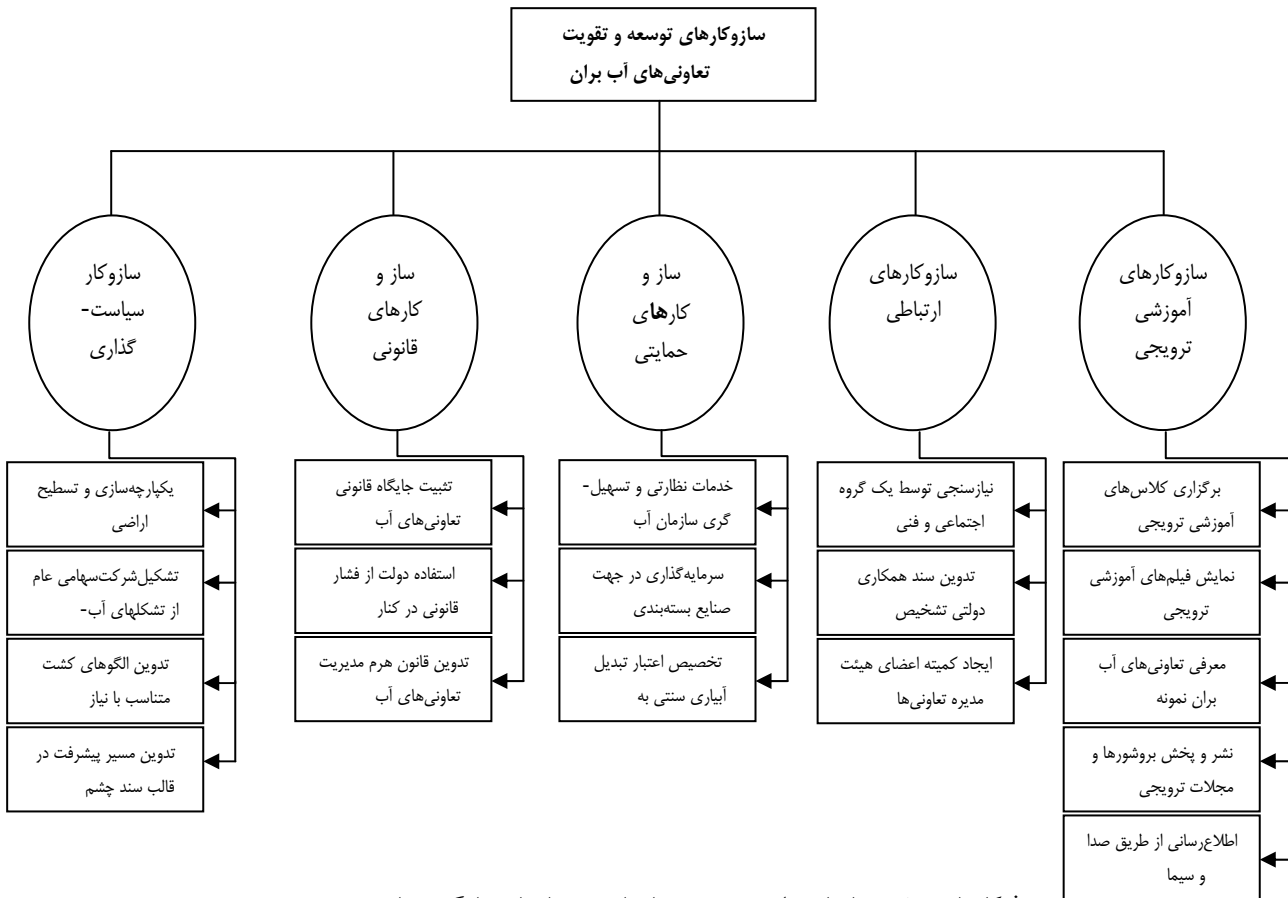 سازوکارهای توسعه و تقویت
تعاونی‌های آب بران
سازوکارهای
آموزشی
ترویجی
سازوکارهای
ارتباطی
ساز و
کارهای
حمایتی
ساز و
کارهای
قانونی
سازوکار
سیاست-
گذاری
برگزاری کلاس‌های
آموزشی ترویجی
نمایش فیلم‌های آموزشی
ترویجی
معرفی تعاونی‌های آب
بران نمونه
نشر و پخش بروشورها و
مجلات ترویجی
اطلاع‌رسانی از طریق صدا
و سیما
نیازسنجی توسط یک گروه
اجتماعی و فنی
تدوین سند همکاری
دولتی تشخیص
ایجاد کمیته اعضای هیئت
مدیره تعاونی‌ها
خدمات نظارتی و تسهیل-
گری سازمان آب
سرمایه‌گذاری در جهت
صنایع بسته‌بندی
تخصیص اعتبار تبدیل
آبیاری سنتی به
تثبیت جایگاه قانونی
تعاونی‌های آب
استفاده دولت از فشار
قانونی در کنار
تدوین قانون هرم مدیریت
تعاونی‌های آب
یکپارچه‌سازی و تسطیح
اراضی
تشکیل‌شرکت‌سهامی عام
از تشکلهای آب-
تدوین الگوهای کشت
متناسب با نیاز
تدوین مسیر پیشرفت در
قالب سند چشم